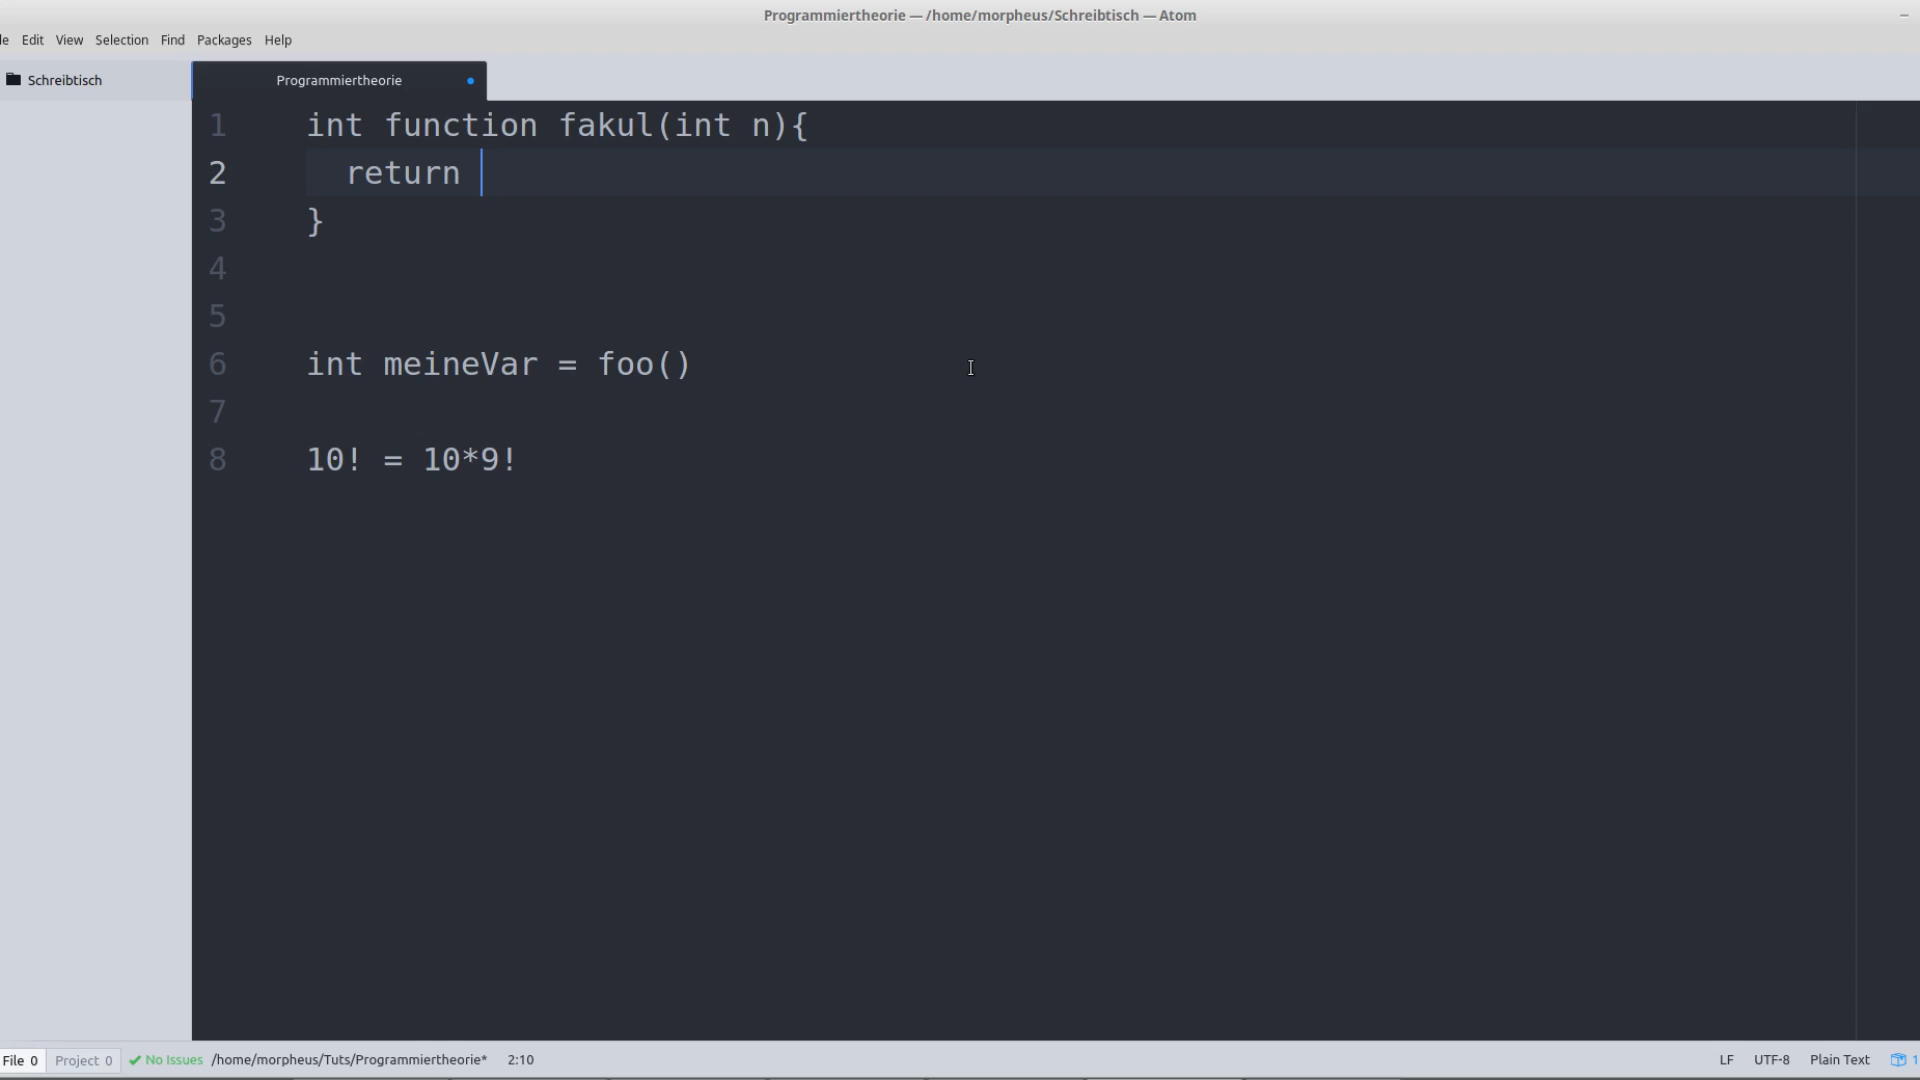 Programmiertheorie — /home/morpheus/Schreibtisch — Atom
le Edit View Selection Find Packages Help
Schreibtisch
Programmiertheorie
1 int function fakul(int n){
2 return
3 }
4
5
6 int meineVar = foo()
7
8 10! = 10*9!
File 0 Project 0 No Issues /home/morpheus/Tuts/Programmiertheorie* 2:10 LF UTF-8 Plain Text 1